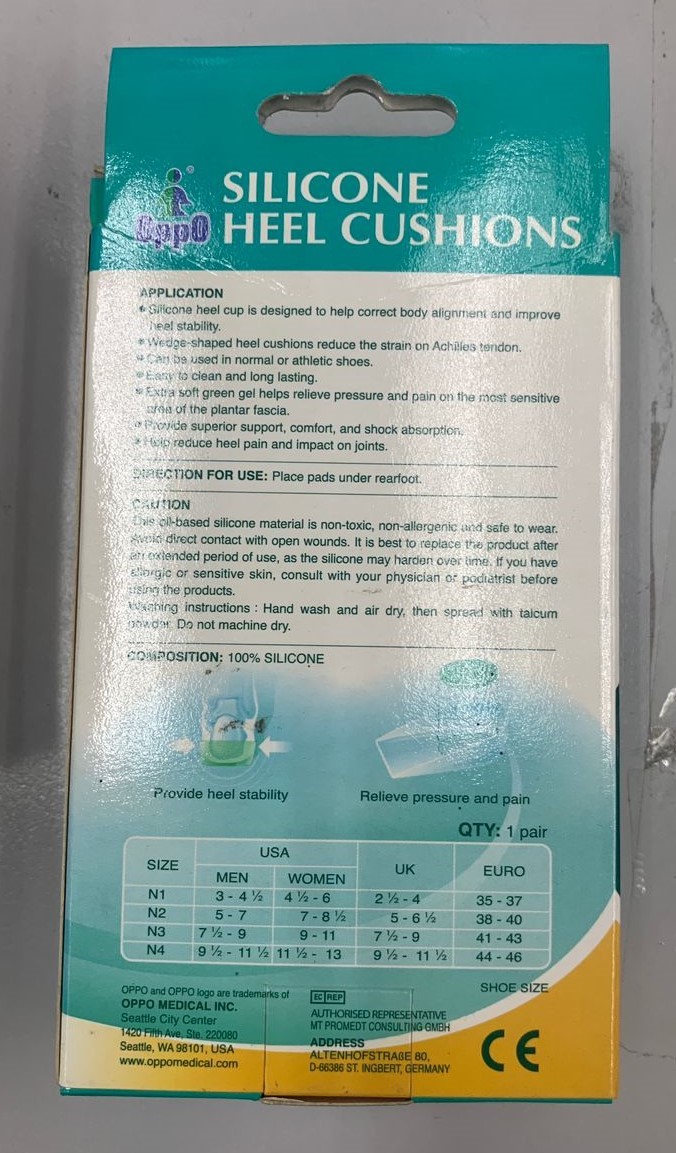 OppO
SILICONE
HEEL CUSHIONS
APPLICATION
Silicone heel cup is designed to help correct body alignment and improve
heel stability.
Wedge-shaped heel cushions reduce the strain on Achilles tendon.
Can be used in normal or athletic shoes.
Easy to clean and long lasting.
Extra soft green gel helps relieve pressure and pain on the most sensitive
area of the plantar fascia.
Provide superior support, comfort, and shock absorption.
Help reduce heel pain and impact on joints.
DIRECTION FOR USE: Place pads under rearfoot.
CAUTION
This oil-based silicone material is non-toxic, non-allergenic and safe to wear.
Avoid direct contact with open wounds. It is best to replace the product after
an extended period of use, as the silicone may harden over time. If you have
allergic or sensitive skin, consult with your physician or podiatrist before
using the products.
Washing instructions : Hand wash and air dry, then spread with talcum
powder. Do not machine dry.
COMPOSITION: 100% SILICONE
Provide heel stability Relieve pressure and pain
QTY: 1 pair
SIZE USA UK EURO
MEN WOMEN
N1 3 - 4 ½ 4 ½ - 6 2 ½ - 4 35 - 37
N2 5 - 7 7 - 8 ½ 5 - 6 ½ 38 - 40
N3 7 ½ - 9 9 - 11 7 ½ - 9 41 - 43
N4 9 ½ - 11 ½ 11 ½ - 13 9 ½ - 11 ½ 44 - 46
SHOE SIZE
OPPO and OPPO logo are trademarks of
OPPO MEDICAL INC.
Seattle City Center
1420 Fifth Ave, Ste. 220080
Seattle, WA 98101, USA
www.oppomedical.com
EC REP
AUTHORISED REPRESENTATIVE
MT PROMEDT CONSULTING GMBH
ADDRESS
ALTENHOFSTRAßE 80,
D-66386 ST. INGBERT, GERMANY
CE